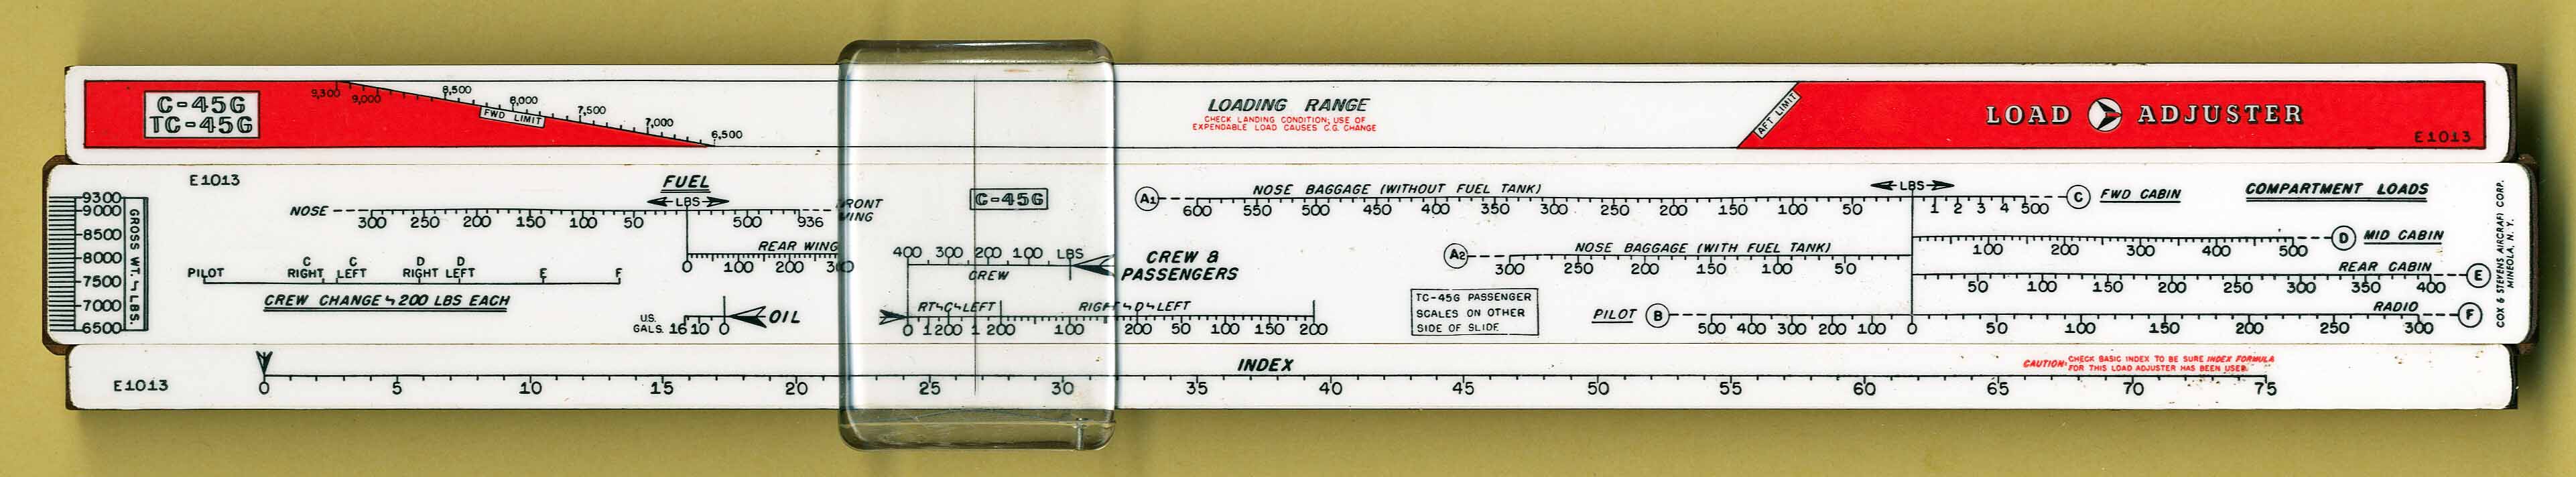 C-45G
TC-45G
9,300 9,000 8,500 8,000 7,500 7,000 6,500
FWD LIMIT
LOADING RANGE
CHECK LANDING CONDITION; USE OF
EXPENDABLE LOAD CAUSES C.G. CHANGE
AFT LIMIT
LOAD ADJUSTER
E1013
E1013
9300
9000
8500
8000
7500
7000
6500
GROSS WT. LBS.
FUEL
LBS
NOSE
300 250 200 150 100 50
500 936
FRONT
WING
REAR WING
0 100 200 300
PILOT
C
RIGHT
C
LEFT
D
RIGHT
D
LEFT
E
F
CREW CHANGE 200 LBS EACH
U.S.
GALS. 16 10 0
OIL
C-45G
400 300 200 100 LBS
CREW
CREW &
PASSENGERS
RT C LEFT
RIGHT D LEFT
0 1 200 1 200 100 200 50 100 150 200
A1
NOSE BAGGAGE (WITHOUT FUEL TANK)
600 550 500 450 400 350 300 250 200 150 100 50
LBS
1 2 3 4 500
C FWD CABIN
COMPARTMENT LOADS
A2
NOSE BAGGAGE (WITH FUEL TANK)
300 250 200 150 100 50
100 200 300 400 500
D MID CABIN
REAR CABIN
50 100 150 200 250 300 350 400
E
TC-45G PASSENGER
SCALES ON OTHER
SIDE OF SLIDE
PILOT B
500 400 300 200 100 0 50 100 150 200 250 300
RADIO
F
COX & STEVENS AIRCRAFT CORP.
MINEOLA, N.Y.
E1013
INDEX
0 5 10 15 20 25 30 35 40 45 50 55 60 65 70 75
CAUTION: CHECK BASIC INDEX TO BE SURE INDEX FORMULA
FOR THIS LOAD ADJUSTER HAS BEEN USED.